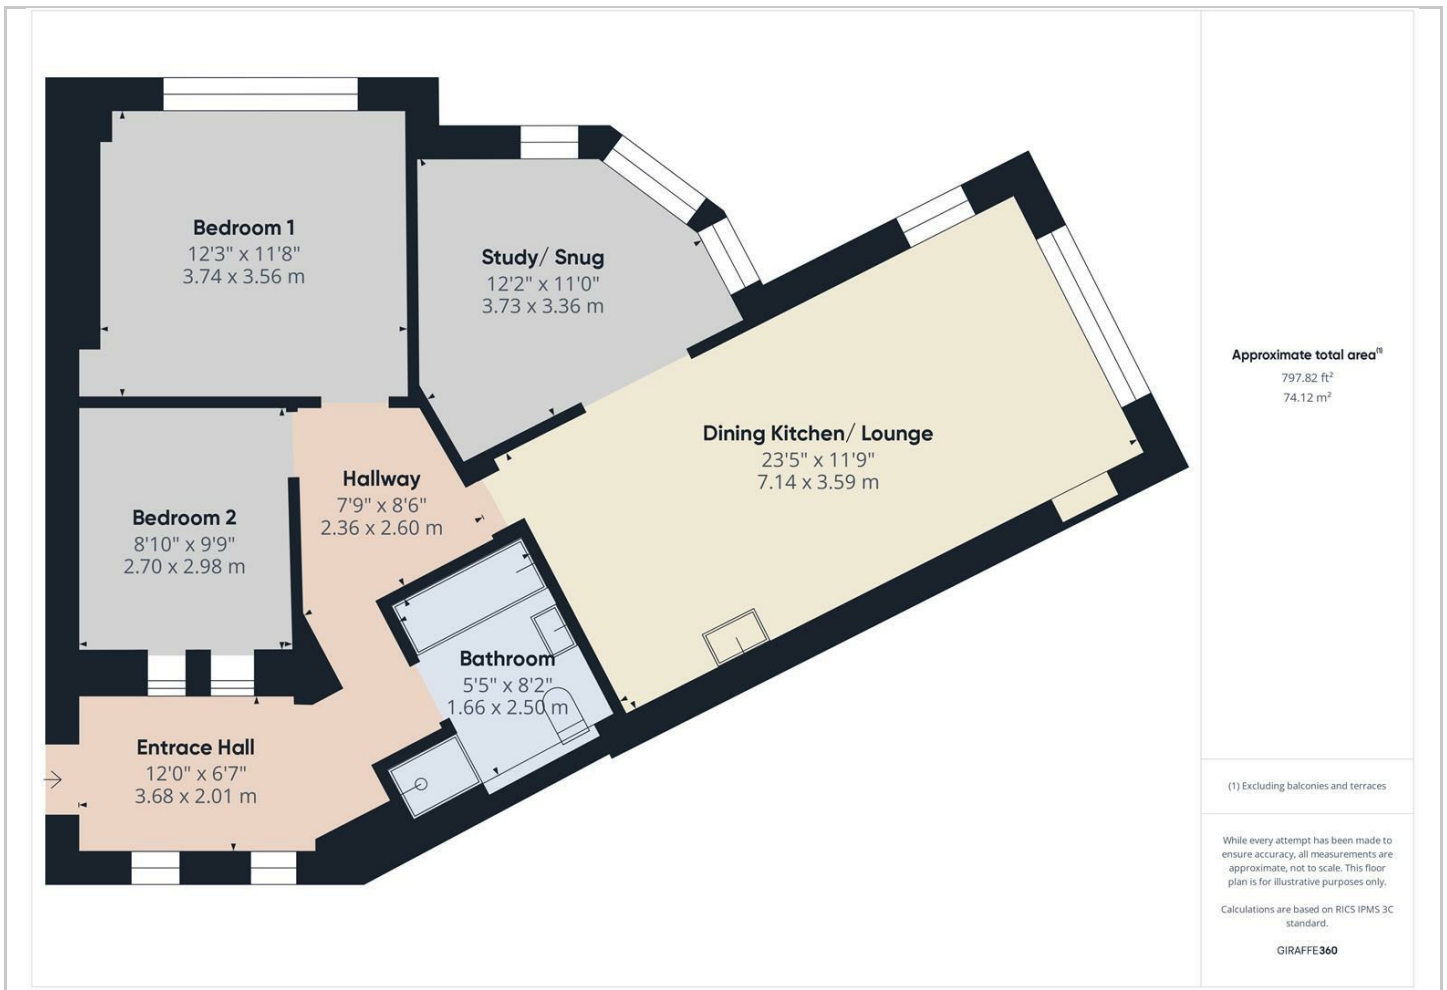 Bedroom 1
12'3" x 11'8"
3.74 x 3.56 m
Study/ Snug
12'2" x 11'0"
3.73 x 3.36 m
Dining Kitchen/ Lounge
23'5" x 11'9"
7.14 x 3.59 m
Hallway
7'9" x 8'6"
2.36 x 2.60 m
Bedroom 2
8'10" x 9'9"
2.70 x 2.98 m
Bathroom
5'5" x 8'2"
1.66 x 2.50 m
Entrace Hall
12'0" x 6'7"
3.68 x 2.01 m
Approximate total area(1)
797.82 ft²
74.12 m²
(1) Excluding balconies and terraces
While every attempt has been made to
ensure accuracy, all measurements are
approximate, not to scale. This floor
plan is for illustrative purposes only.
Calculations are based on RICS IPMS 3C
standard.
GIRAFFE360